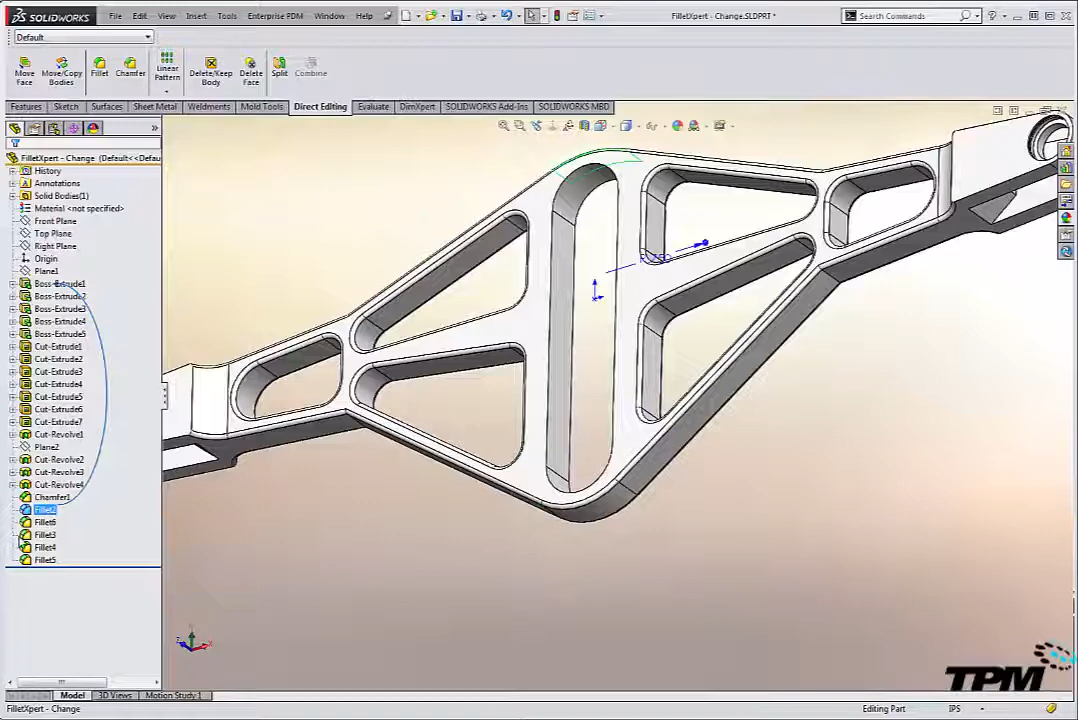 SOLIDWORKS File Edit View Insert Tools Enterprise PDM Window Help FilletXpert - Change.SLDPRT * Search Commands
Default
Move Face Move/Copy Bodies Fillet Chamfer Linear Pattern Delete/Keep Body Delete Face Split Combine
Features Sketch Surfaces Sheet Metal Weldments Mold Tools Direct Editing Evaluate DimXpert SOLIDWORKS Add-Ins SOLIDWORKS MBD
FilletXpert - Change (Default<<Defau
History
Annotations
Solid Bodies(1)
Material <not specified>
Front Plane
Top Plane
Right Plane
Origin
Plane1
Boss-Extrude1
Boss-Extrude2
Boss-Extrude3
Boss-Extrude4
Boss-Extrude5
Cut-Extrude1
Cut-Extrude2
Cut-Extrude3
Cut-Extrude4
Cut-Extrude5
Cut-Extrude6
Cut-Extrude7
Cut-Revolve1
Plane2
Cut-Revolve2
Cut-Revolve3
Cut-Revolve4
Chamfer1
Fillet2
Fillet6
Fillet3
Fillet4
Fillet5
TPM
Model 3D Views Motion Study 1
FilletXpert - Change Editing Part IPS